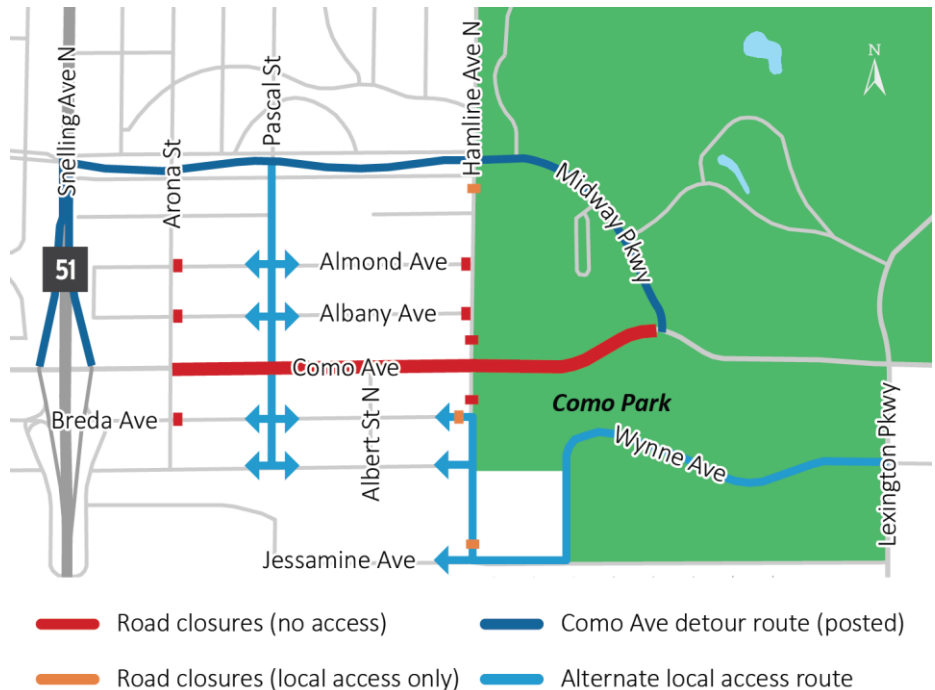 Snelling Ave N
Arona St
Pascal St
Hamline Ave N
N
Midway Pkwy
51
Almond Ave
Albany Ave
Como Ave
Breda Ave
Albert St N
Como Park
Wynne Ave
Lexington Pkwy
Jessamine Ave
Road closures (no access)
Como Ave detour route (posted)
Road closures (local access only)
Alternate local access route